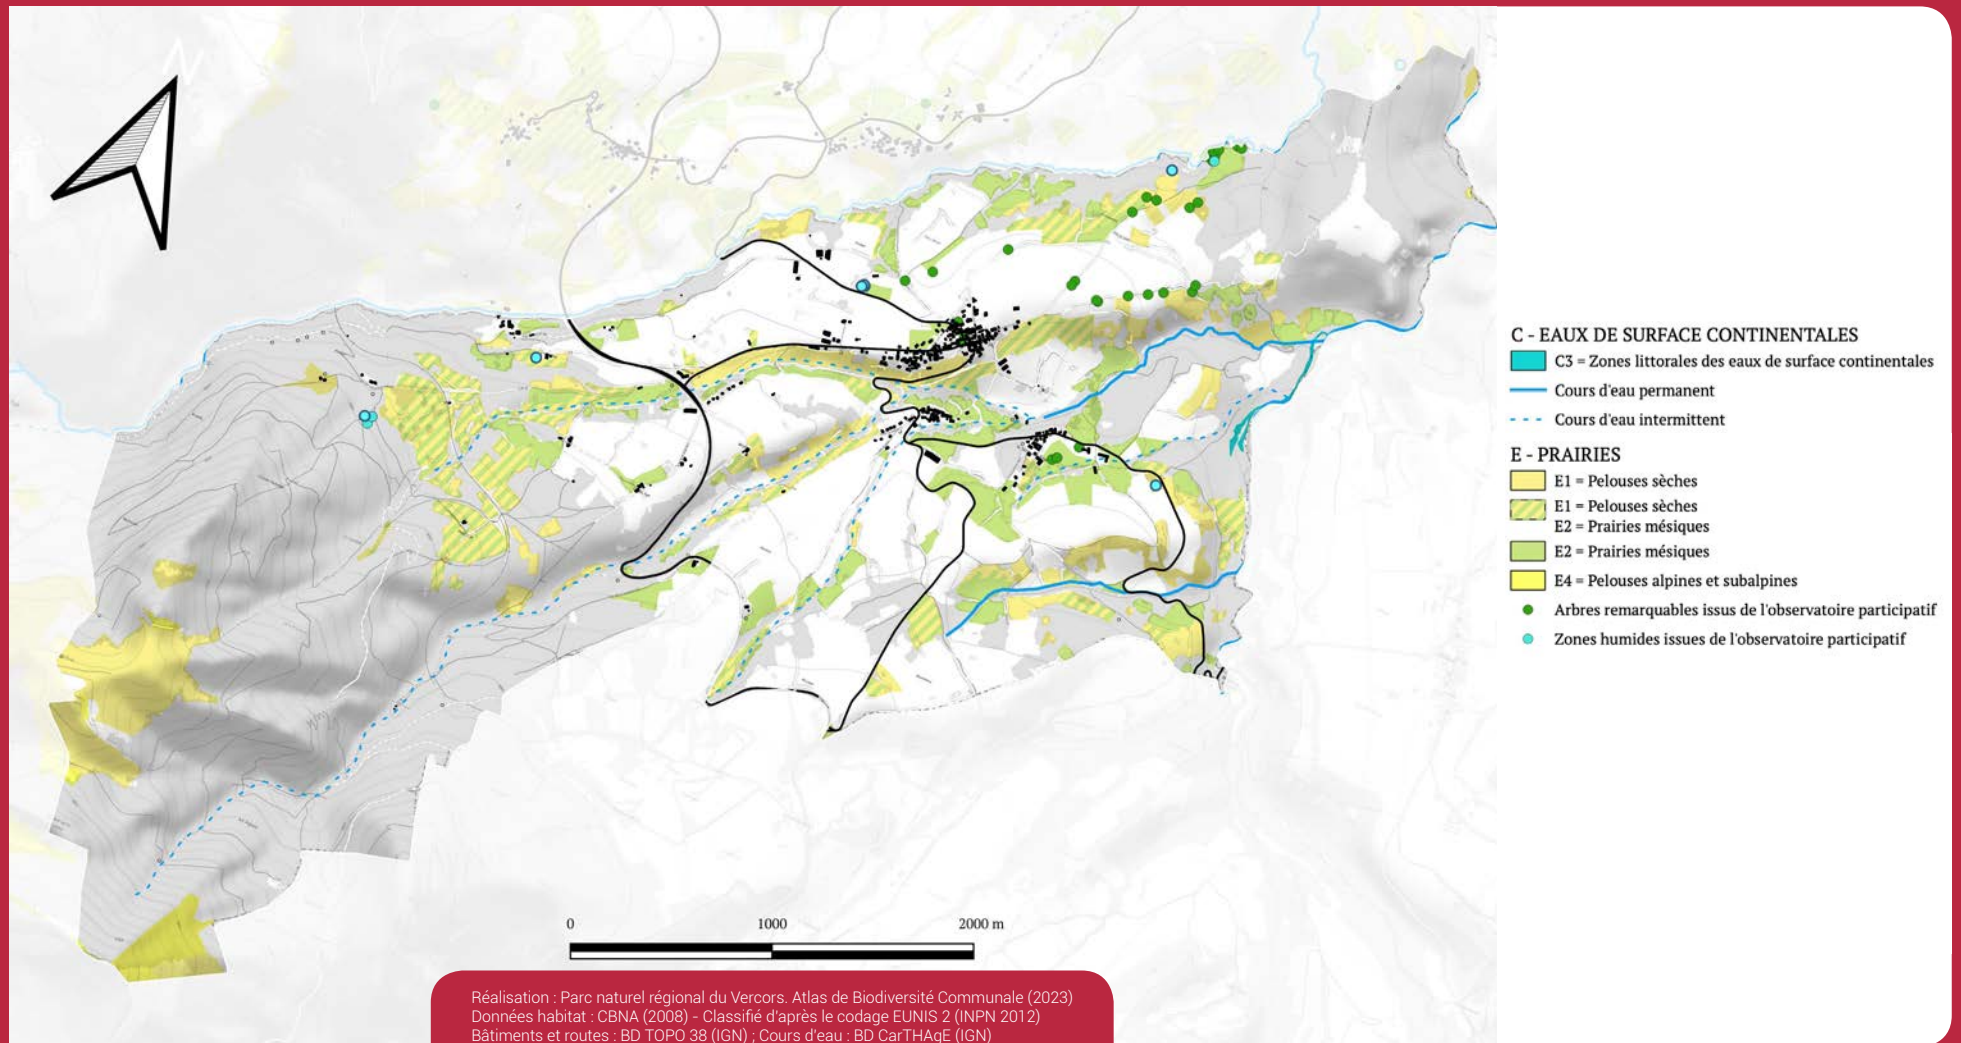 N
C - EAUX DE SURFACE CONTINENTALES
C3 = Zones littorales des eaux de surface continentales
Cours d'eau permanent
Cours d'eau intermittent
E - PRAIRIES
E1 = Pelouses sèches
E1 = Pelouses sèches
E2 = Prairies mésiques
E2 = Prairies mésiques
E4 = Pelouses alpines et subalpines
Arbres remarquables issus de l'observatoire participatif
Zones humides issues de l'observatoire participatif
0 1000 2000 m
Réalisation : Parc naturel régional du Vercors. Atlas de Biodiversité Communale (2023)
Données habitat : CBNA (2008) - Classifié d'après le codage EUNIS 2 (INPN 2012)
Bâtiments et routes : BD TOPO 38 (IGN) ; Cours d'eau : BD CarTHAgE (IGN)